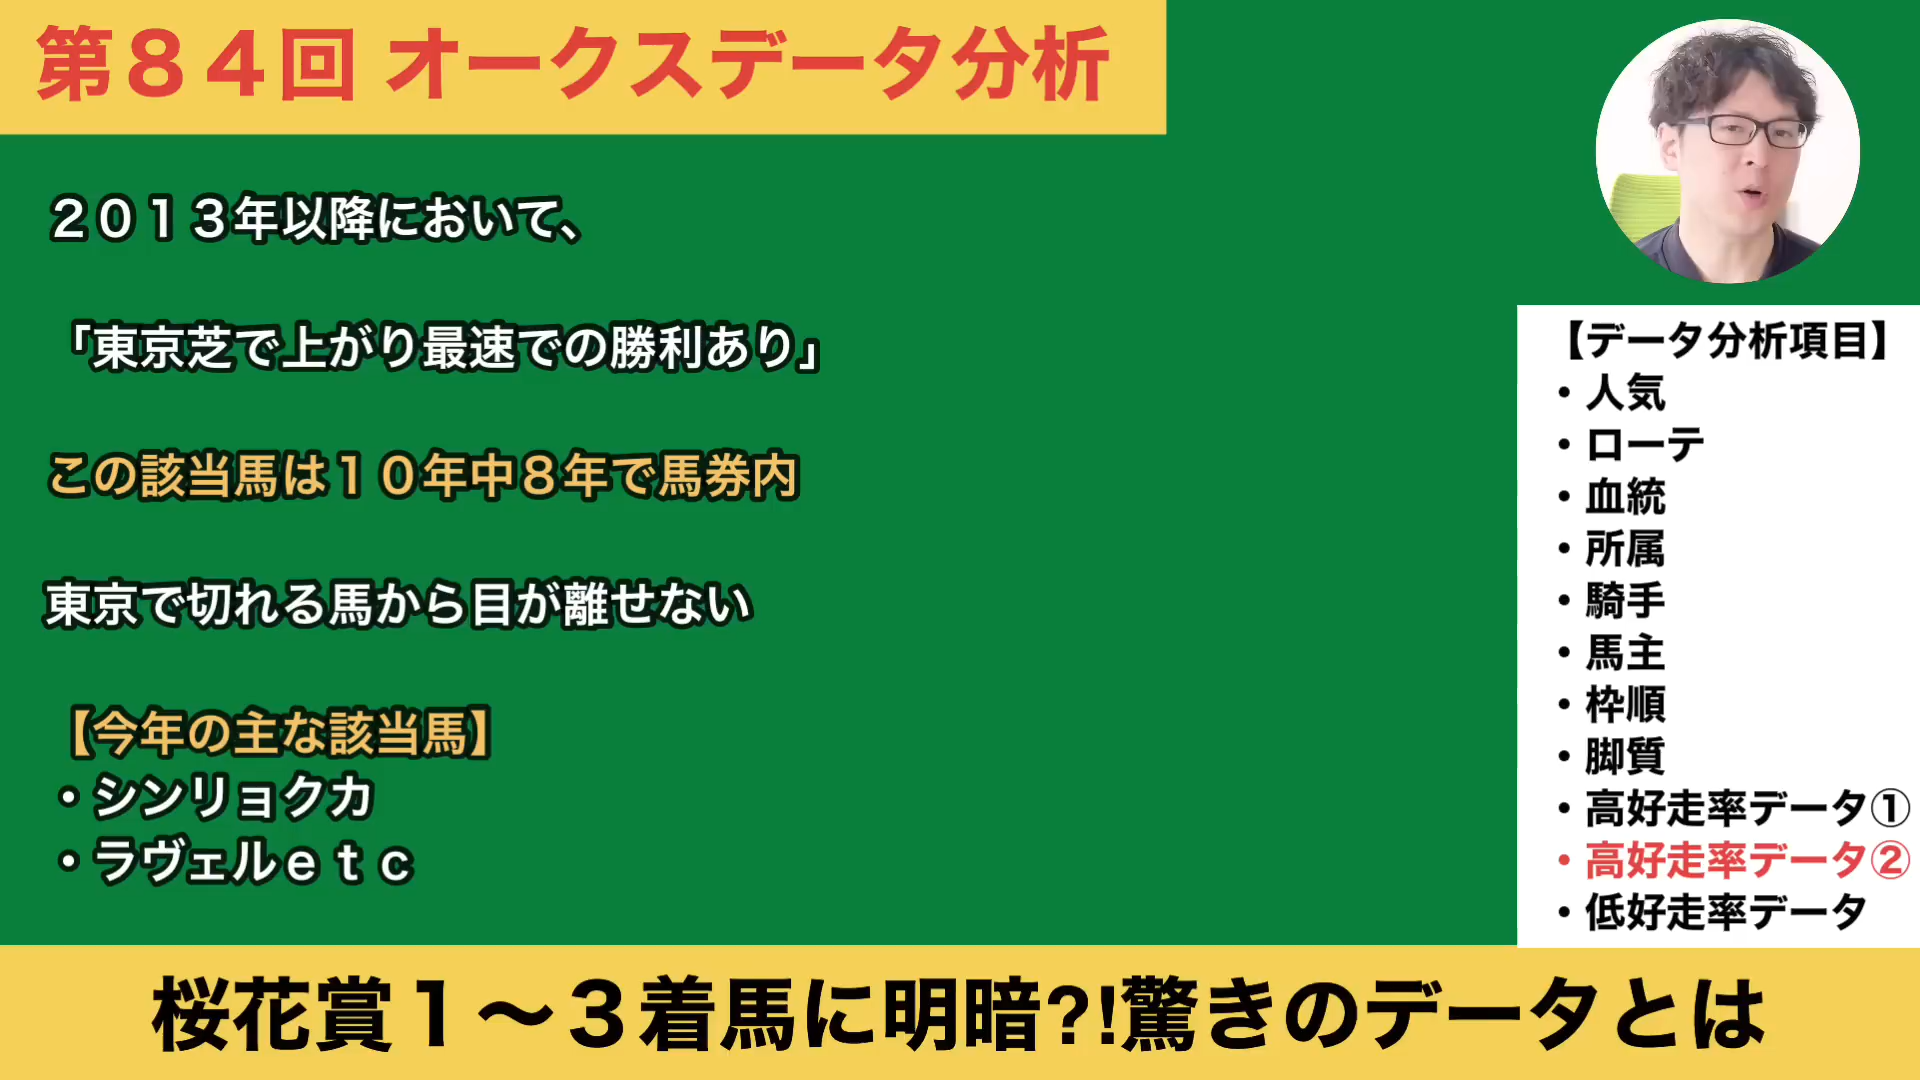 第84回 オークスデータ分析
2013年以降において、
「東京芝で上がり最速での勝利あり」
この該当馬は10年中8年で馬券内
東京で切れる馬から目が離せない
【今年の主な該当馬】
・シンリョクカ
・ラヴェルetc
【データ分析項目】
・人気
・ローテ
・血統
・所属
・騎手
・馬主
・枠順
・脚質
・高好走率データ①
・高好走率データ②
・低好走率データ
桜花賞1〜3着馬に明暗?!驚きのデータとは